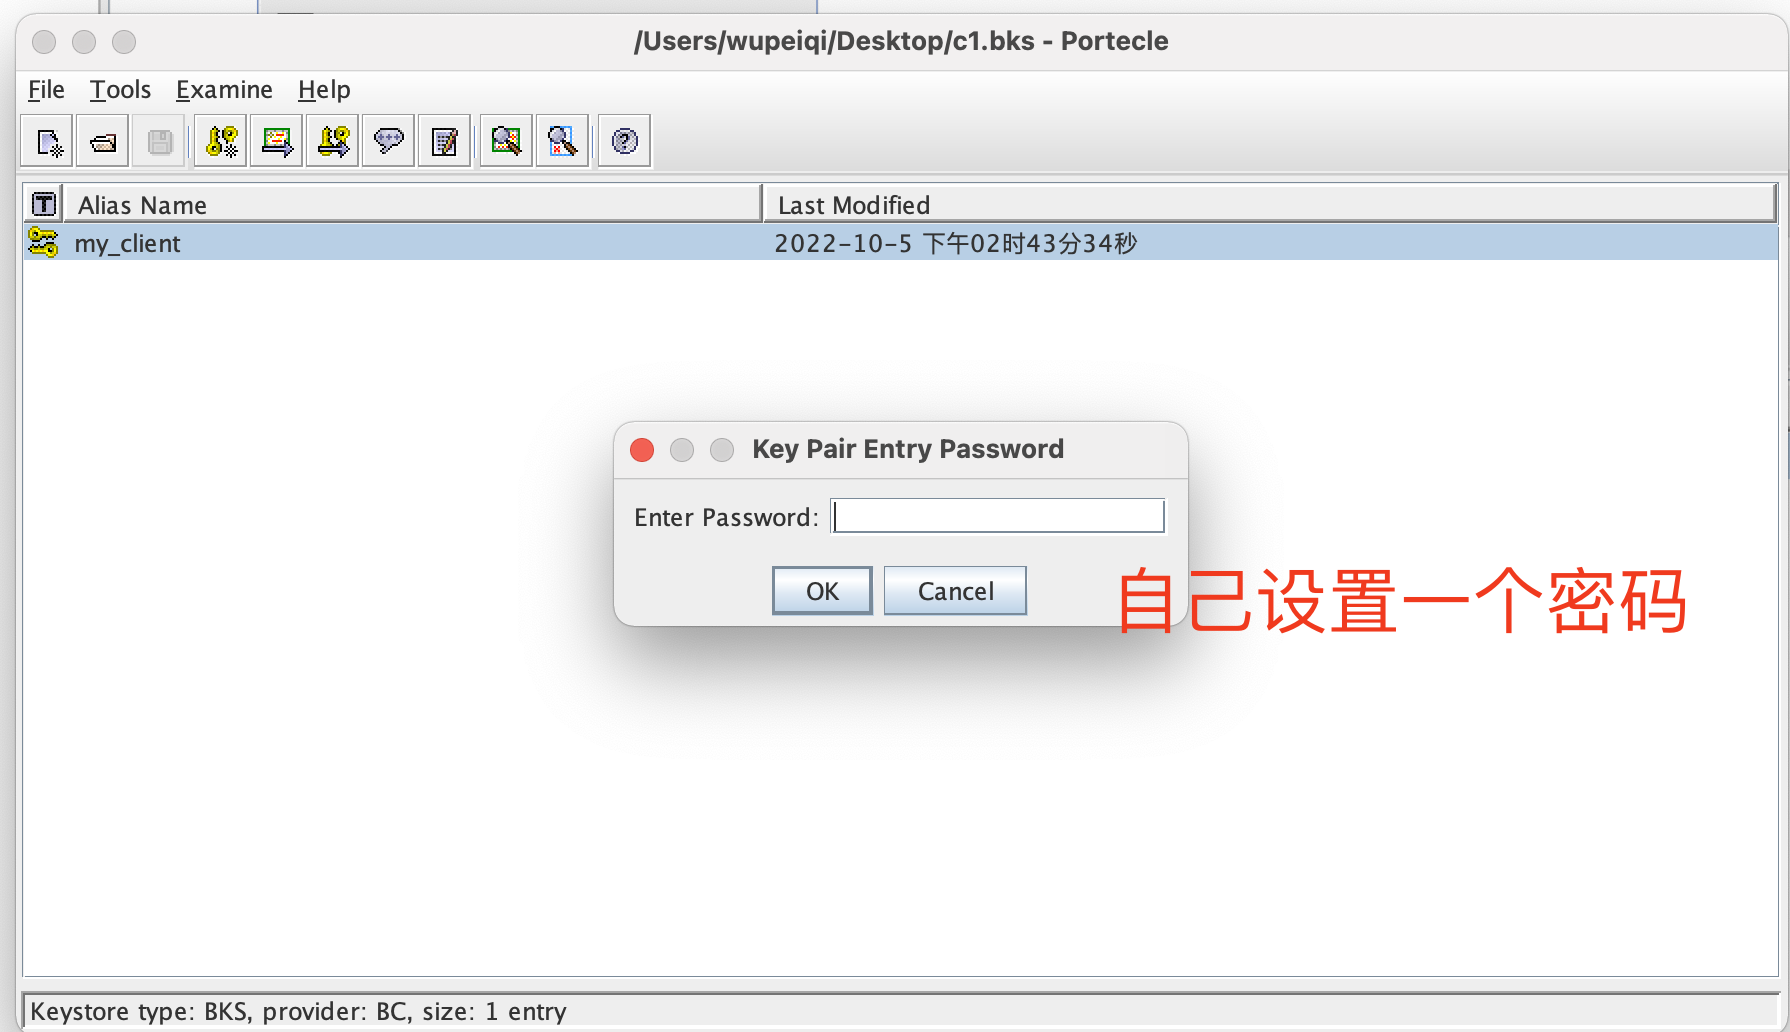 /Users/wupeiqi/Desktop/c1.bks - Portecle
File Tools Examine Help
T Alias Name Last Modified
my_client 2022-10-5 下午02时43分34秒
Key Pair Entry Password
Enter Password:
OK Cancel
自己设置一个密码
Keystore type: BKS, provider: BC, size: 1 entry